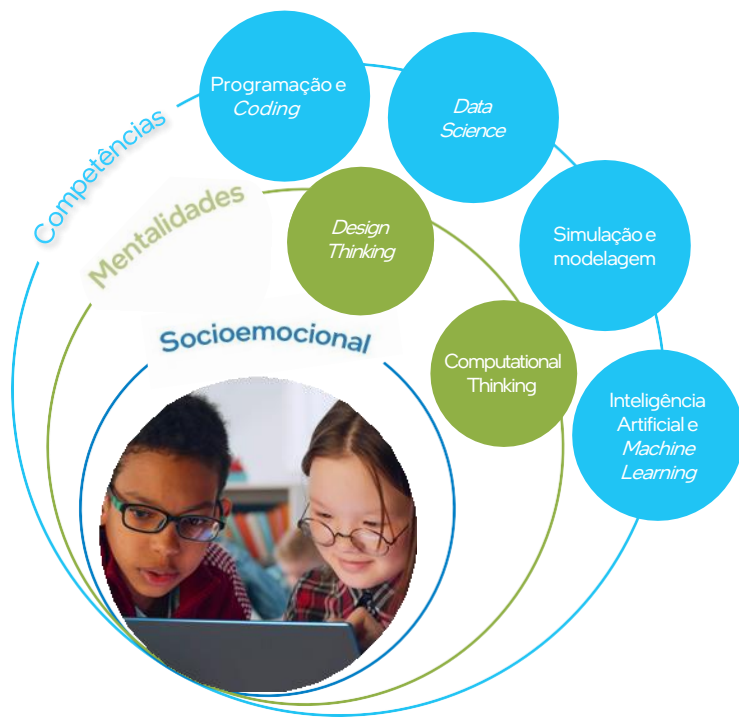 Competências
Programação e
Coding
Data
Science
Simulação e
modelagem
Inteligência
Artificial e
Machine
Learning
Mentalidades
Design
Thinking
Computational
Thinking
Socioemocional